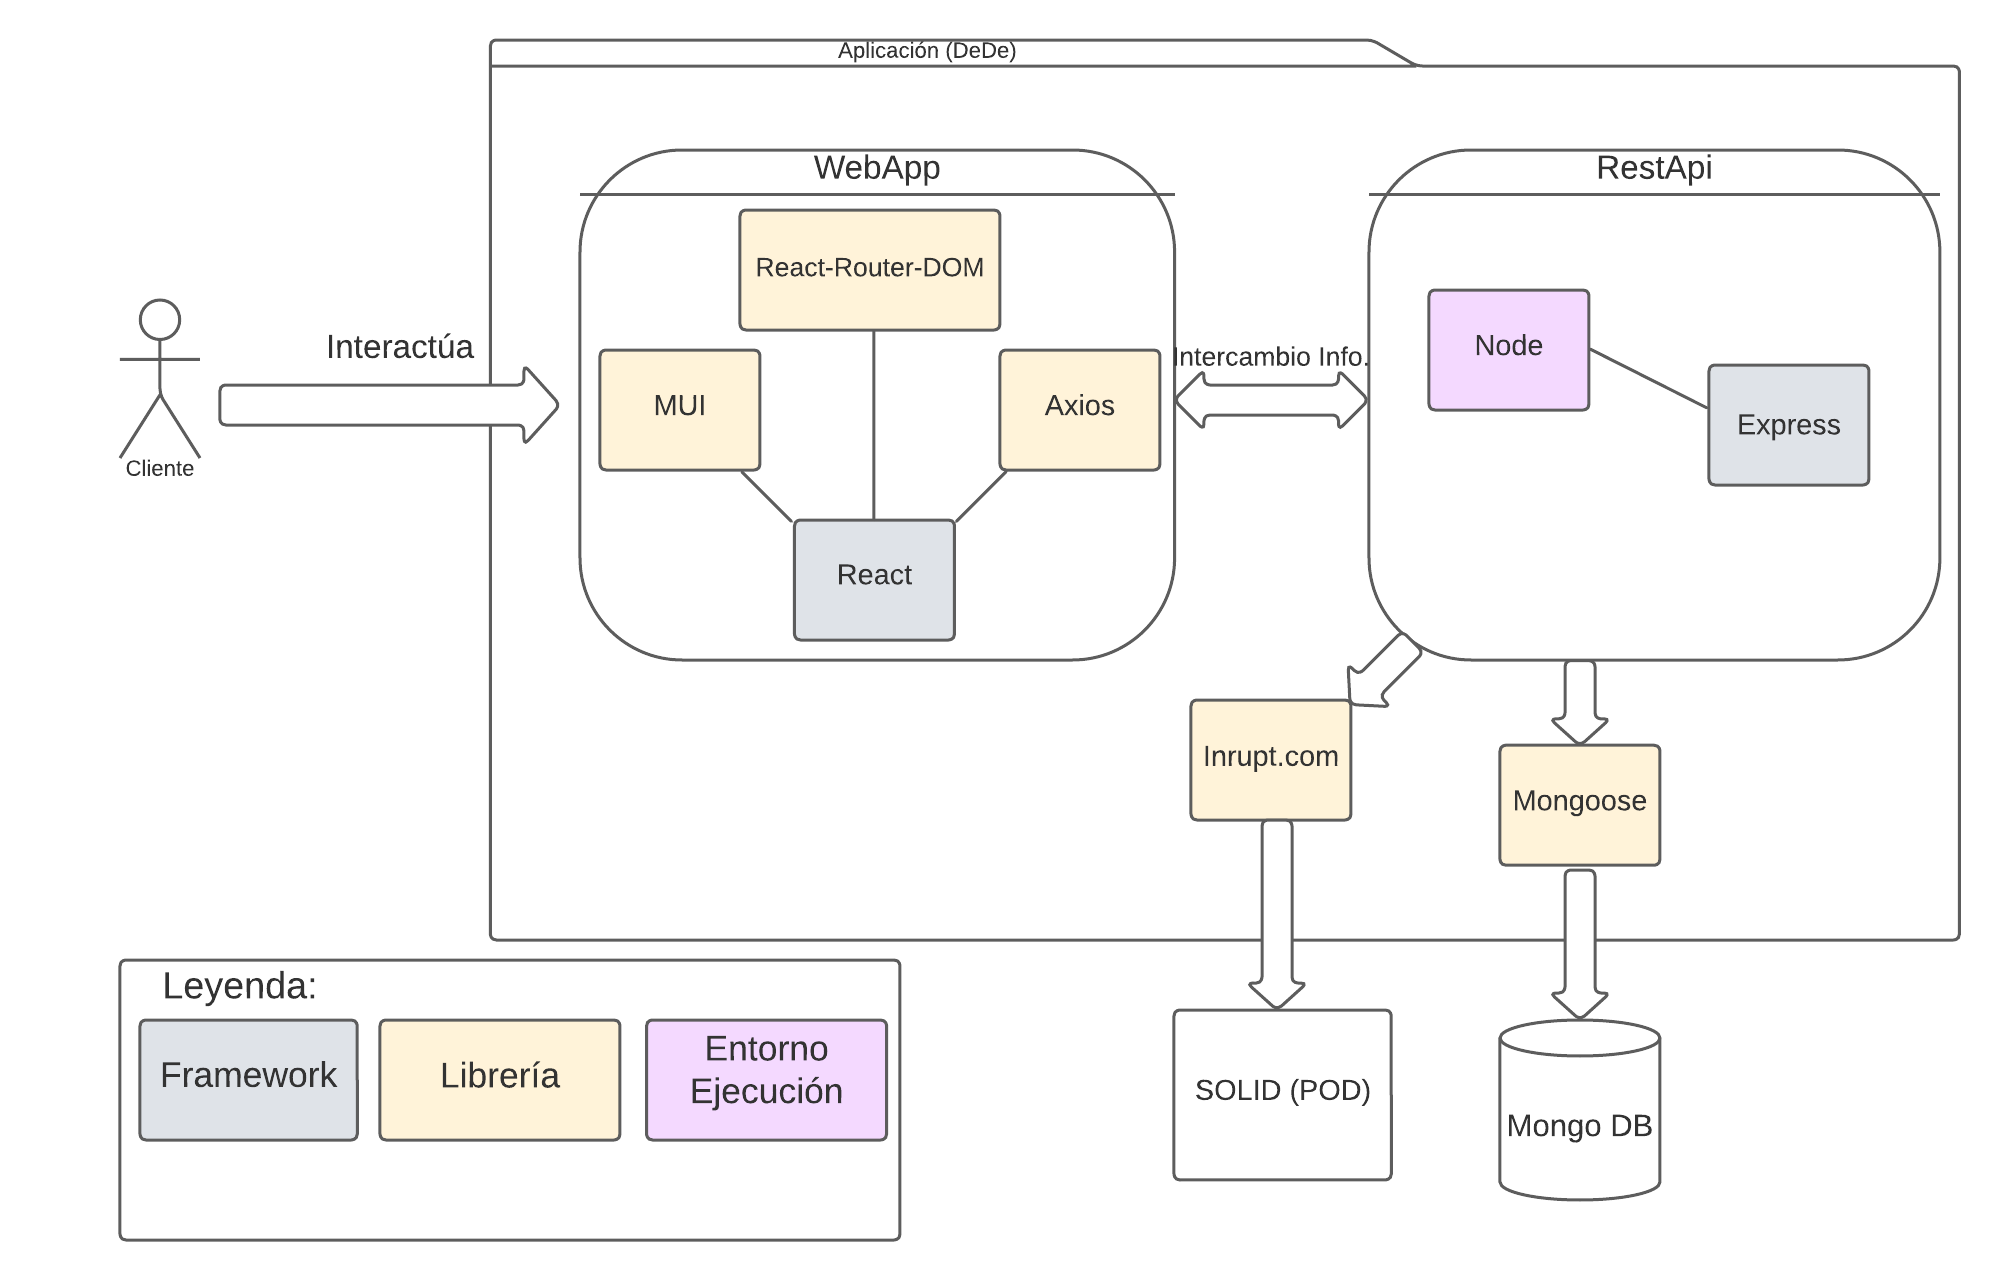 Aplicación (DeDe)
WebApp
RestApi
React-Router-DOM
Node
Interactúa
Intercambio Info.
MUI
Axios
Express
Cliente
React
Inrupt.com
Mongoose
Leyenda:
Framework
Librería
Entorno
Ejecución
SOLID (POD)
Mongo DB